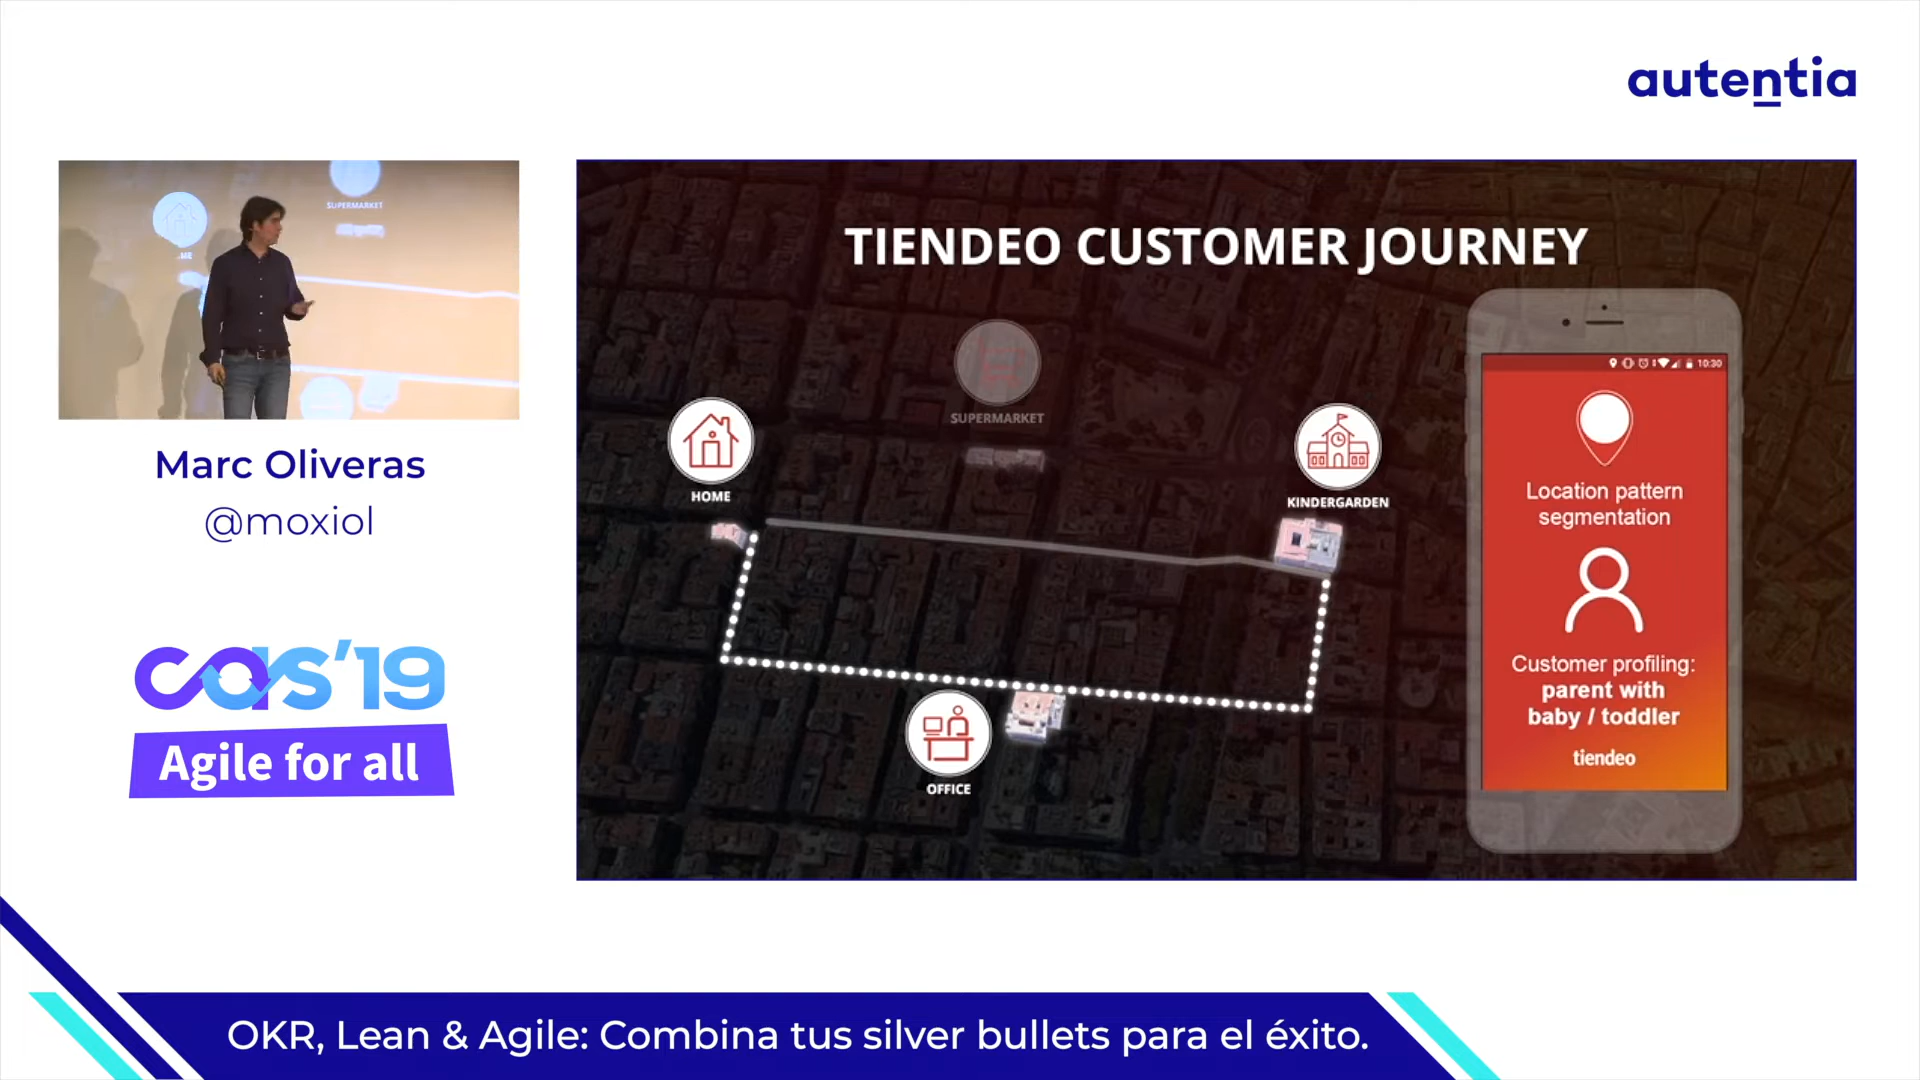 autentia
SUPERMARKET
Marc Oliveras
@moxiol
cas'19
Agile for all
TIENDEO CUSTOMER JOURNEY
SUPERMARKET
HOME
KINDERGARDEN
OFFICE
10:30
Location pattern
segmentation
Customer profiling:
parent with
baby / toddler
tiendeo
OKR, Lean & Agile: Combina tus silver bullets para el éxito.